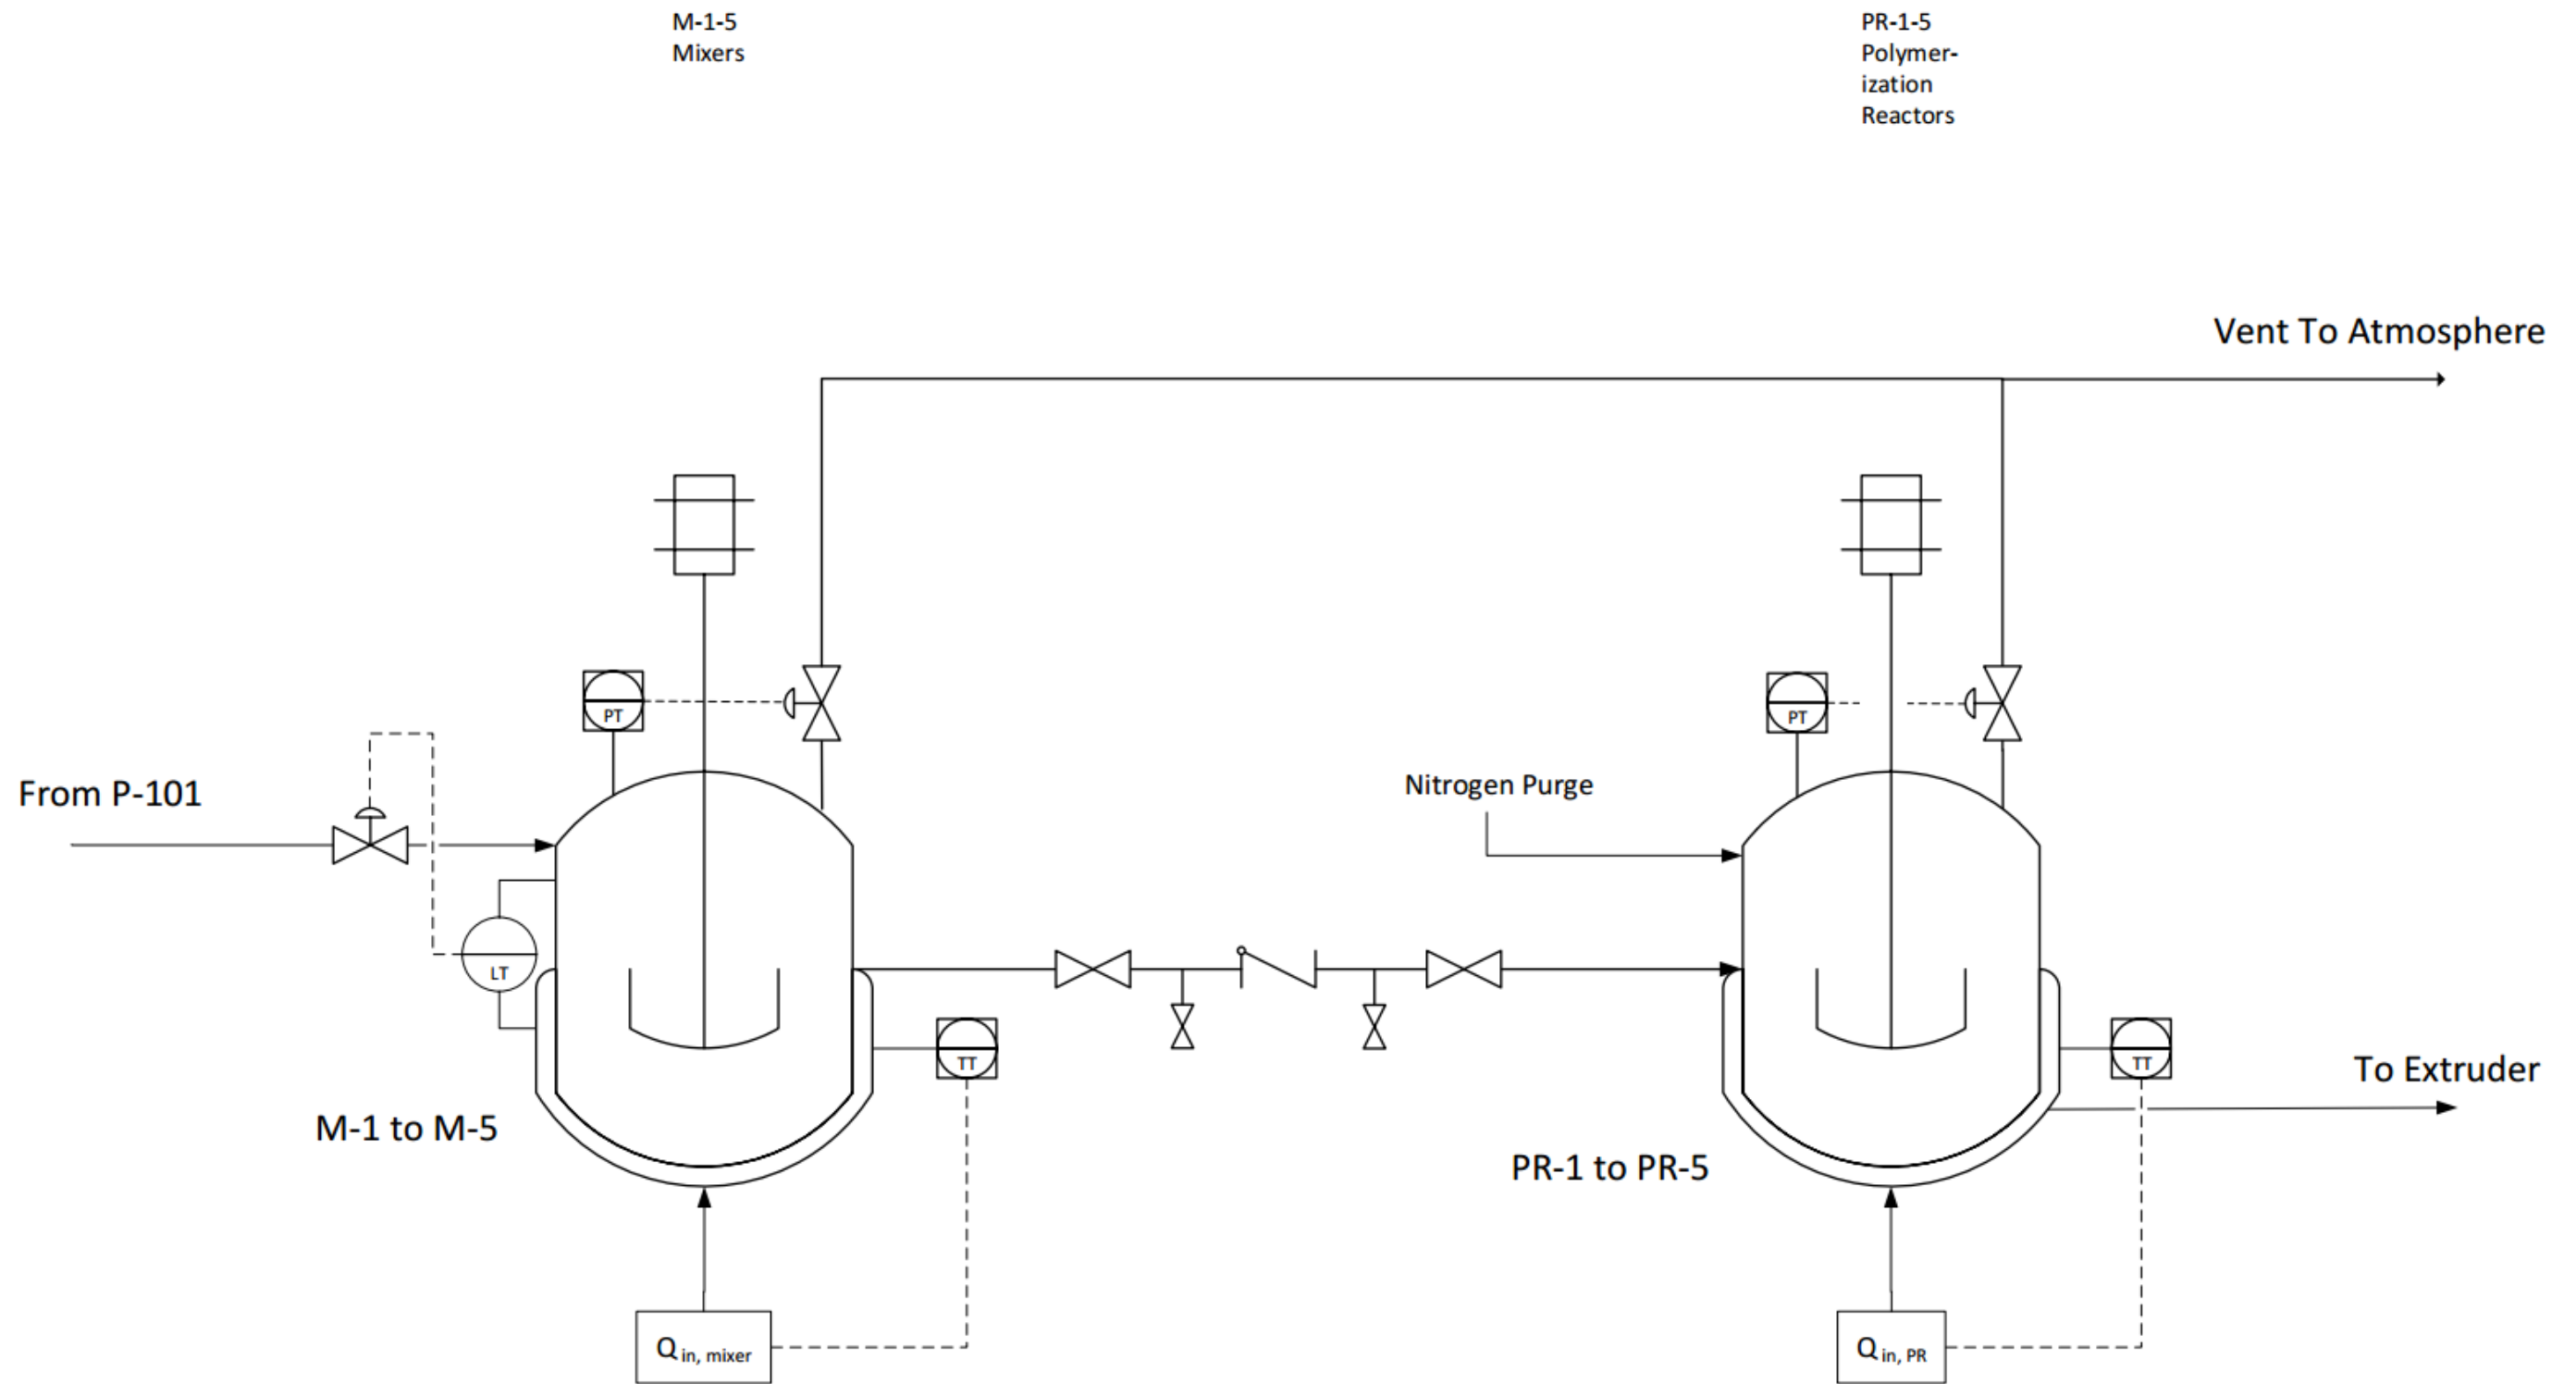 M-1-5
Mixers
PR-1-5
Polymer-
ization
Reactors
Vent To Atmosphere
PT
PT
From P-101
Nitrogen Purge
LT
TT
TT
To Extruder
M-1 to M-5
PR-1 to PR-5
Q in, mixer
Q in, PR